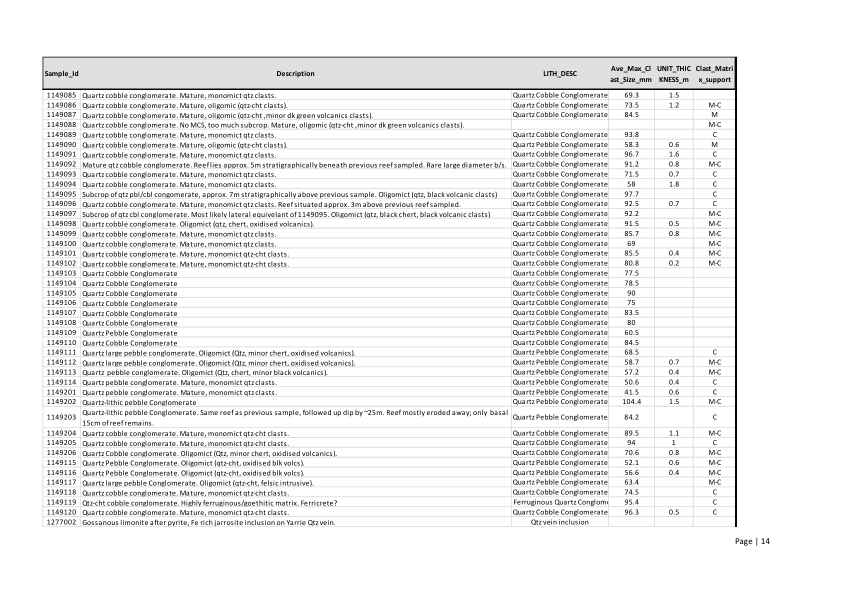 Sample_Id Description LITH_DESC Ave_Max_Clast_Size_mm UNIT_THICKNESS_m Clast_Matrix_support
1149085 Quartz cobble conglomerate. Mature, monomict qtz clasts. Quartz Cobble Conglomerate 69.3 1.5
1149086 Quartz cobble conglomerate. Mature, oligomic (qtz-cht clasts). Quartz Cobble Conglomerate 73.5 1.2 M-C
1149087 Quartz cobble conglomerate. Mature, oligomic (qtz-cht ,minor dk green volcanics clasts). Quartz Cobble Conglomerate 84.5 M
1149088 Quartz cobble conglomerate. No MCS, too much subcrop. Mature, oligomic (qtz-cht ,minor dk green volcanics clasts). M-C
1149089 Quartz cobble conglomerate. Mature, monomict qtz clasts. Quartz Cobble Conglomerate 93.8 C
1149090 Quartz cobble conglomerate. Mature, oligomic (qtz-cht clasts). Quartz Pebble Conglomerate 58.3 0.6 M
1149091 Quartz cobble conglomerate. Mature, monomict qtz clasts. Quartz Cobble Conglomerate 96.7 1.6 C
1149092 Mature qtz cobble conglomerate. Reef lies approx. 5m stratigraphically beneath previous reef sampled. Rare large diameter b/s. Quartz Cobble Conglomerate 91.2 0.8 M-C
1149093 Quartz cobble conglomerate. Mature, monomict qtz clasts. Quartz Cobble Conglomerate 71.5 0.7 C
1149094 Quartz cobble conglomerate. Mature, monomict qtz clasts. Quartz Cobble Conglomerate 58 1.8 C
1149095 Subcrop of qtz pbl/cbl congomerate, approx. 7m stratigraphically above previous sample. Oligomict (qtz, black volcanic clasts) Quartz Cobble Conglomerate 97.7 C
1149096 Quartz cobble conglomerate. Mature, monomict qtz clasts. Reef situated approx. 3m above previous reef sampled. Quartz Cobble Conglomerate 92.5 0.7 C
1149097 Subcrop of qtz cbl conglomerate. Most likely lateral equivelant of 1149095. Oligomict (qtz, black chert, black volcanic clasts) Quartz Cobble Conglomerate 92.2 M-C
1149098 Quartz cobble conglomerate. Oligomict (qtz, chert, oxidised volcanics). Quartz Cobble Conglomerate 91.5 0.5 M-C
1149099 Quartz cobble conglomerate. Mature, monomict qtz clasts. Quartz Cobble Conglomerate 85.7 0.8 M-C
1149100 Quartz cobble conglomerate. Mature, monomict qtz clasts. Quartz Cobble Conglomerate 69 M-C
1149101 Quartz cobble conglomerate. Mature, monomict qtz-cht clasts. Quartz Cobble Conglomerate 85.5 0.4 M-C
1149102 Quartz cobble conglomerate. Mature, monomict qtz-cht clasts. Quartz Cobble Conglomerate 80.8 0.2 M-C
1149103 Quartz Cobble Conglomerate Quartz Cobble Conglomerate 77.5
1149104 Quartz Cobble Conglomerate Quartz Cobble Conglomerate 78.5
1149105 Quartz Cobble Conglomerate Quartz Cobble Conglomerate 90
1149106 Quartz Cobble Conglomerate Quartz Cobble Conglomerate 75
1149107 Quartz Cobble Conglomerate Quartz Cobble Conglomerate 83.5
1149108 Quartz Cobble Conglomerate Quartz Cobble Conglomerate 80
1149109 Quartz Cobble Conglomerate Quartz Pebble Conglomerate 60.5
1149110 Quartz Cobble Conglomerate Quartz Cobble Conglomerate 84.5
1149111 Quartz large pebble conglomerate. Oligomict (Qtz, minor chert, oxidised volcanics). Quartz Pebble Conglomerate 68.5 C
1149112 Quartz large pebble conglomerate. Oligomict (Qtz, minor chert, oxidised volcanics). Quartz Pebble Conglomerate 58.7 0.7 M-C
1149113 Quartz pebble conglomerate. Oligomict (Qtz, chert, minor black volcanics). Quartz Pebble Conglomerate 57.2 0.4 M-C
1149114 Quartz pebble conglomerate. Mature, monomict qtz clasts. Quartz Pebble Conglomerate 50.6 0.4 C
1149201 Quartz pebble conglomerate. Mature, monomict qtz clasts. Quartz Pebble Conglomerate 41.5 0.6 C
1149202 Quartz-lithic pebble Conglomerate Quartz Pebble Conglomerate 104.4 1.5 M-C
1149203 Quartz-lithic pebble Conglomerate. Same reef as previous sample, followed up dip by ~25m. Reef mostly eroded away; only basal 15cm of reef remains. Quartz Pebble Conglomerate 84.2 C
1149204 Quartz cobble conglomerate. Mature, monomict qtz-cht clasts. Quartz Cobble Conglomerate 89.5 1.1 M-C
1149205 Quartz cobble conglomerate. Mature, monomict qtz-cht clasts. Quartz Cobble Conglomerate 94 1 C
1149206 Quartz Cobble conglomerate. Oligomict (Qtz, minor chert, oxidised volcanics). Quartz Cobble Conglomerate 70.6 0.8 M-C
1149115 Quartz Pebble Conglomerate. Oligomict (qtz-cht, oxidised blk volcs). Quartz Pebble Conglomerate 52.1 0.6 M-C
1149116 Quartz Pebble Conglomerate. Oligomict (qtz-cht, oxidised blk volcs). Quartz Pebble Conglomerate 56.6 0.4 M-C
1149117 Quartz large pebble Conglomerate. Oligomict (qtz-cht, felsic intrusive). Quartz Pebble Conglomerate 63.4 M-C
1149118 Quartz cobble conglomerate. Mature, monomict qtz-cht clasts. Quartz Cobble Conglomerate 74.5 C
1149119 Qtz-cht cobble conglomerate. Highly ferruginous/goethitic matrix. Ferricrete? Ferruginous Quartz Conglome 95.4 C
1149120 Quartz cobble conglomerate. Mature, monomict qtz-cht clasts. Quartz Cobble Conglomerate 96.3 0.5 C
1277002 Gossanous limonite after pyrite, Fe rich jarrosite inclusion on Yarrie Qtz vein. Qtz vein inclusion
Page | 14